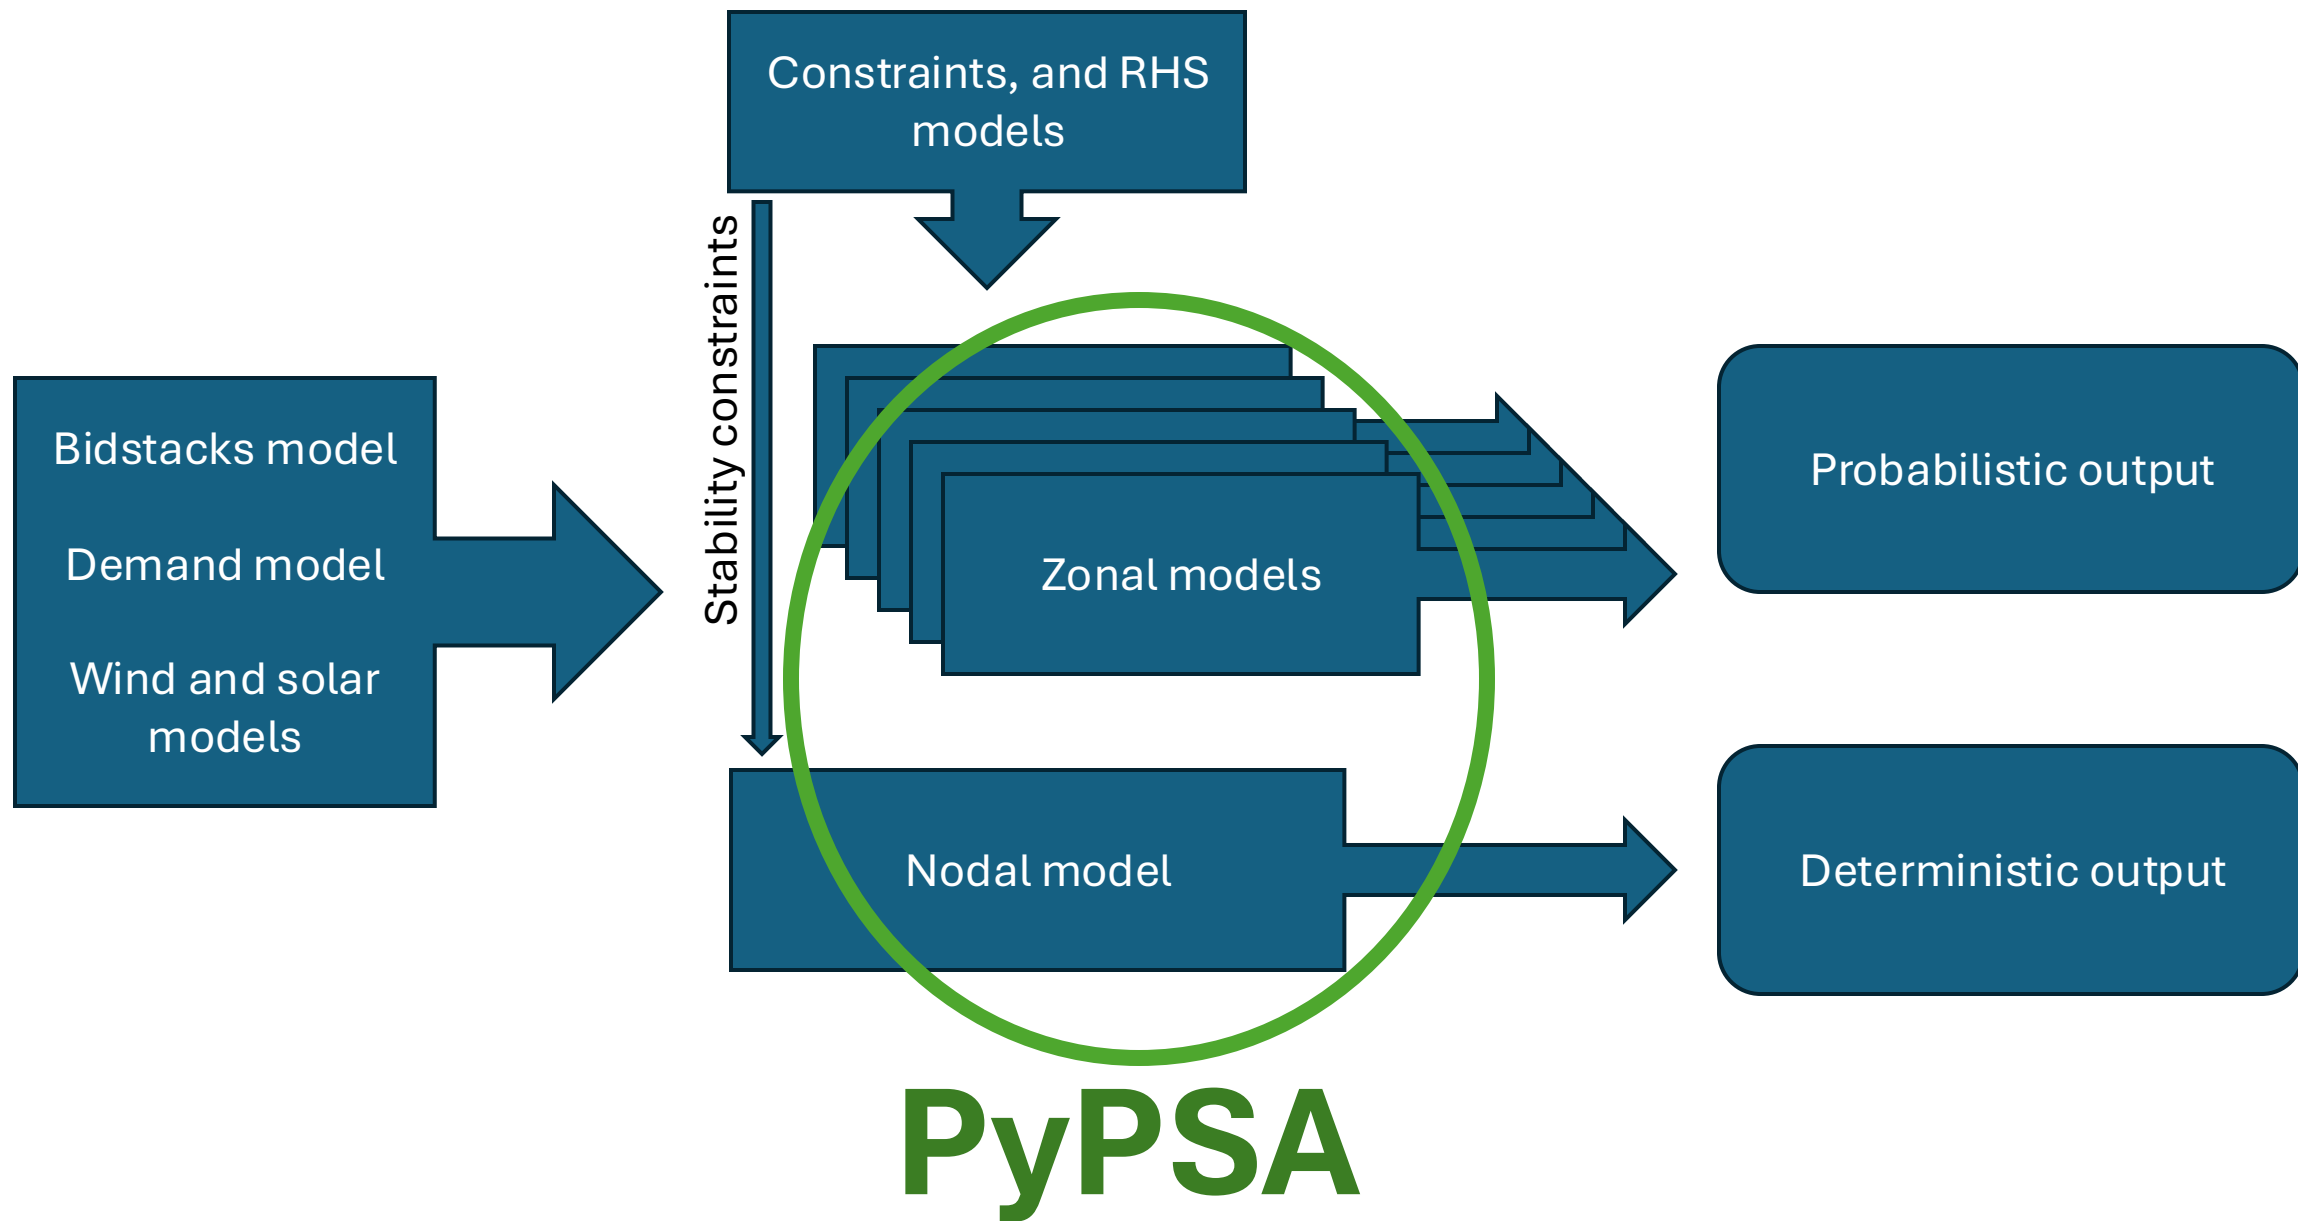 Constraints, and RHS
models
Stability constraints
Bidstacks model
Demand model
Wind and solar
models
Zonal models
Probabilistic output
Nodal model
Deterministic output
PyPSA